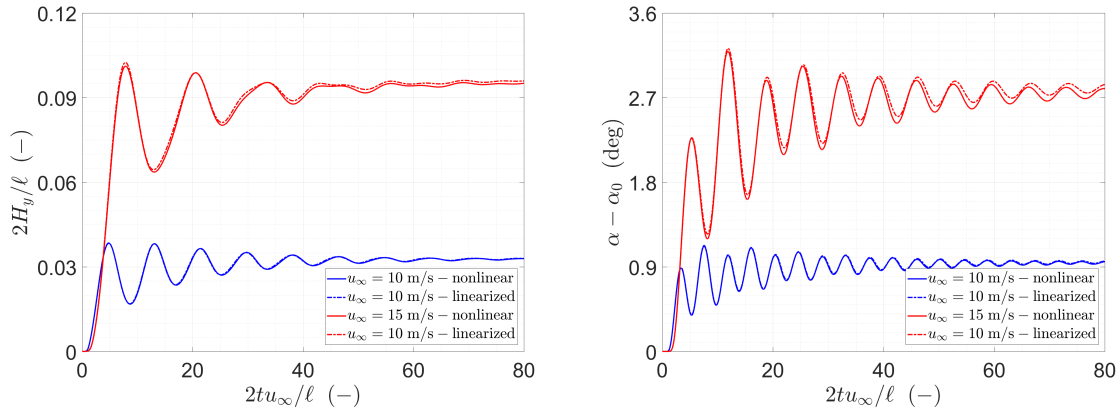 0.12
0.09
0.06
0.03
0
2H_y/ℓ (−)
0 20 40 60 80
2tu_∞/ℓ (−)
u_∞ = 10 m/s − nonlinear
u_∞ = 10 m/s − linearized
u_∞ = 15 m/s − nonlinear
u_∞ = 10 m/s − linearized
3.6
2.7
1.8
0.9
0
α − α_0 (deg)
0 20 40 60 80
2tu_∞/ℓ (−)
u_∞ = 10 m/s − nonlinear
u_∞ = 10 m/s − linearized
u_∞ = 15 m/s − nonlinear
u_∞ = 10 m/s − linearized